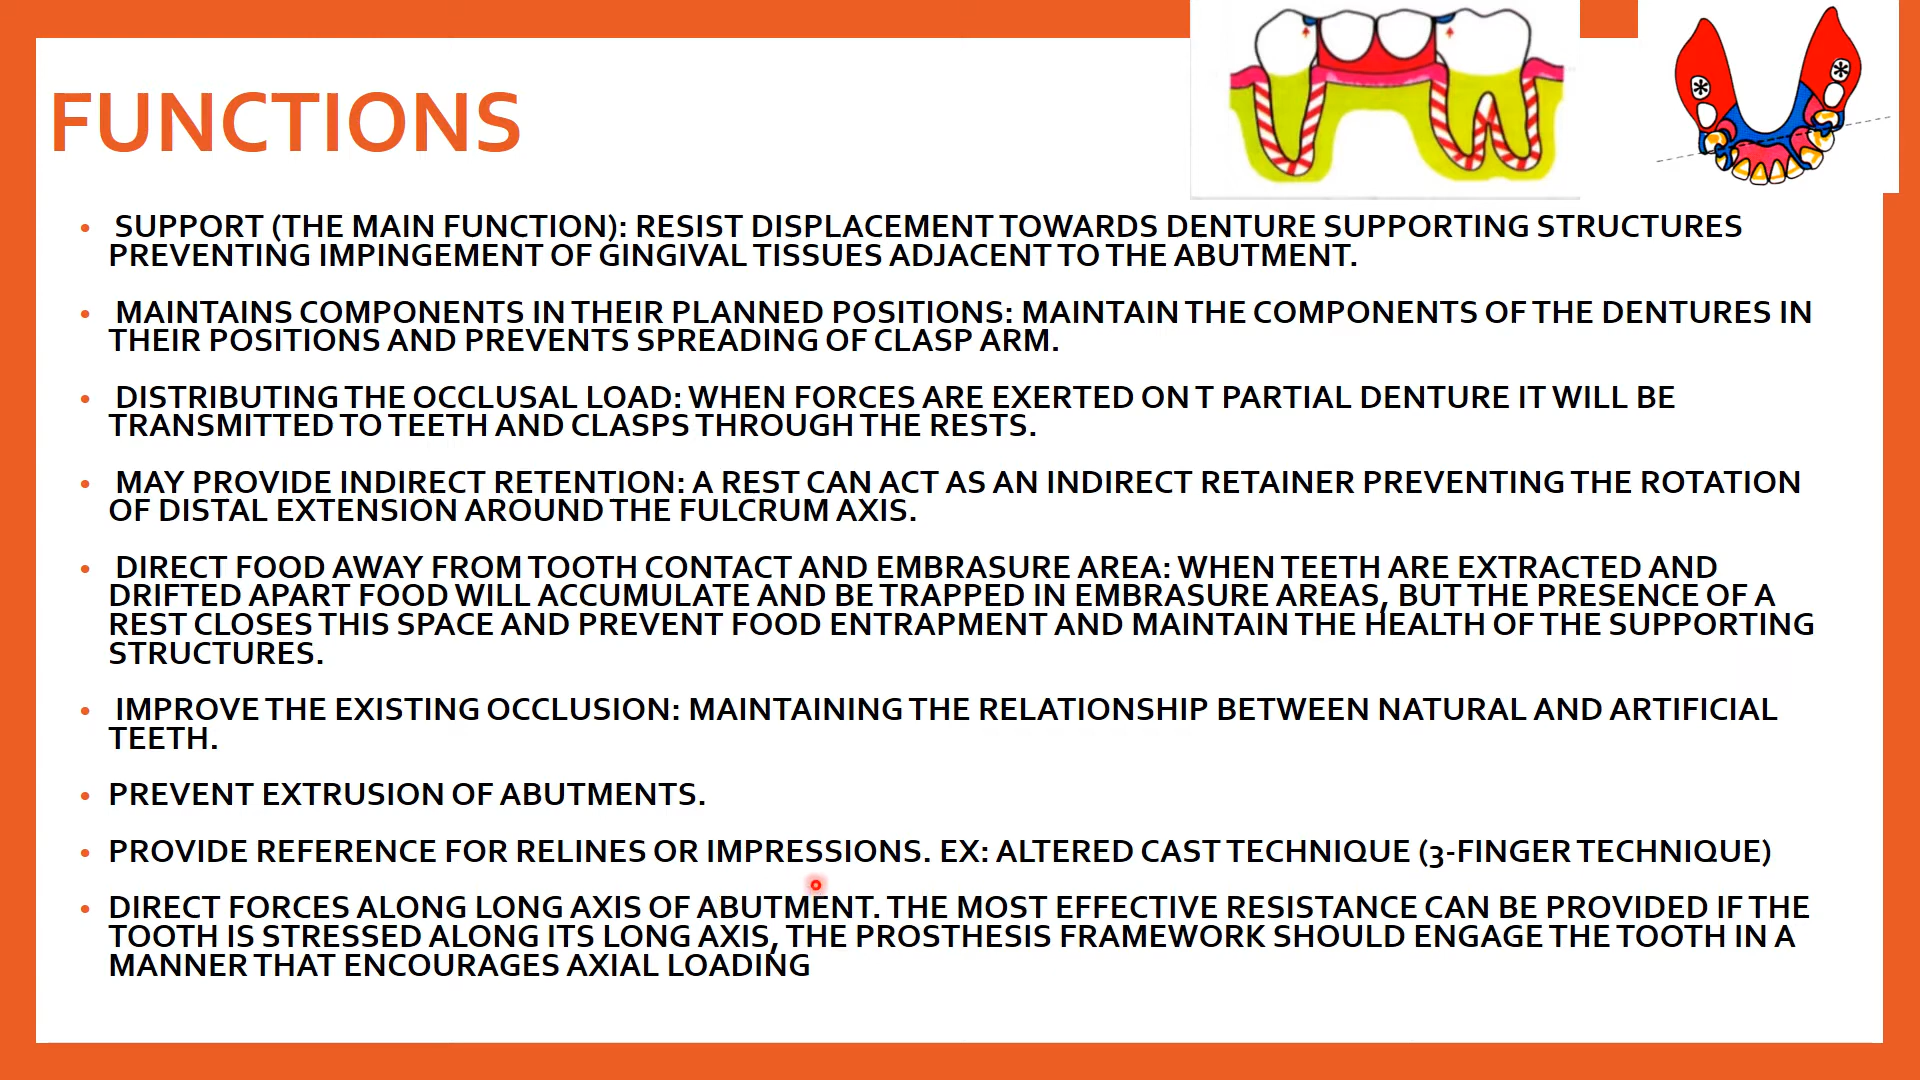 FUNCTIONS
• SUPPORT (THE MAIN FUNCTION): RESIST DISPLACEMENT TOWARDS DENTURE SUPPORTING STRUCTURES
PREVENTING IMPINGEMENT OF GINGIVAL TISSUES ADJACENT TO THE ABUTMENT.
• MAINTAINS COMPONENTS IN THEIR PLANNED POSITIONS: MAINTAIN THE COMPONENTS OF THE DENTURES IN
THEIR POSITIONS AND PREVENTS SPREADING OF CLASP ARM.
• DISTRIBUTING THE OCCLUSAL LOAD: WHEN FORCES ARE EXERTED ON T PARTIAL DENTURE IT WILL BE
TRANSMITTED TO TEETH AND CLASPS THROUGH THE RESTS.
• MAY PROVIDE INDIRECT RETENTION: A REST CAN ACT AS AN INDIRECT RETAINER PREVENTING THE ROTATION
OF DISTAL EXTENSION AROUND THE FULCRUM AXIS.
• DIRECT FOOD AWAY FROM TOOTH CONTACT AND EMBRASURE AREA: WHEN TEETH ARE EXTRACTED AND
DRIFTED APART FOOD WILL ACCUMULATE AND BE TRAPPED IN EMBRASURE AREAS, BUT THE PRESENCE OF A
REST CLOSES THIS SPACE AND PREVENT FOOD ENTRAPMENT AND MAINTAIN THE HEALTH OF THE SUPPORTING
STRUCTURES.
• IMPROVE THE EXISTING OCCLUSION: MAINTAINING THE RELATIONSHIP BETWEEN NATURAL AND ARTIFICIAL
TEETH.
• PREVENT EXTRUSION OF ABUTMENTS.
• PROVIDE REFERENCE FOR RELINES OR IMPRESSIONS. EX: ALTERED CAST TECHNIQUE (3-FINGER TECHNIQUE)
• DIRECT FORCES ALONG LONG AXIS OF ABUTMENT. THE MOST EFFECTIVE RESISTANCE CAN BE PROVIDED IF THE
TOOTH IS STRESSED ALONG ITS LONG AXIS, THE PROSTHESIS FRAMEWORK SHOULD ENGAGE THE TOOTH IN A
MANNER THAT ENCOURAGES AXIAL LOADING